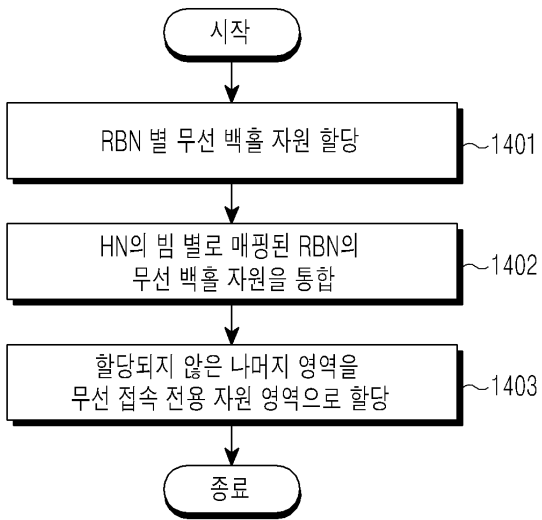 시작
RBN 별 무선 백홀 자원 할당
1401
HN의 빔 별로 매핑된 RBN의
무선 백홀 자원을 통합
1402
할당되지 않은 나머지 영역을
무선 접속 전용 자원 영역으로 할당
1403
종료